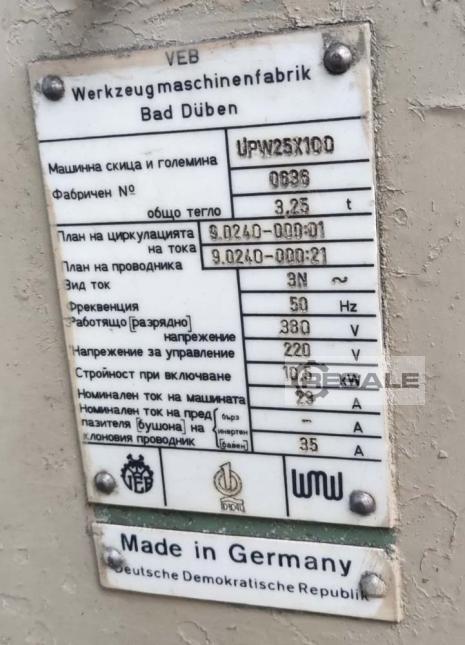 VEB
Werkzeugmaschinenfabrik
Bad Düben
Машинна скица и големина UPW25X100
Фабричен № 0636
общо тегло 3,25 t
План на циркулацията 9.0240-000:01
на тока 9.0240-000:21
План на проводника
Вид ток 3N ~
Фреквенция 50 Hz
Работящо [разрядно]
напрежение 380 V
Напрежение за управление 220 V
Стройност при включване kW
Номинален ток на машината A
Номинален ток на пред бърз - A
пазителя [бушона] на инертен
клоновия проводник [равен] 35 A
VEB
WMW
Made in Germany
Deutsche Demokratische Republik